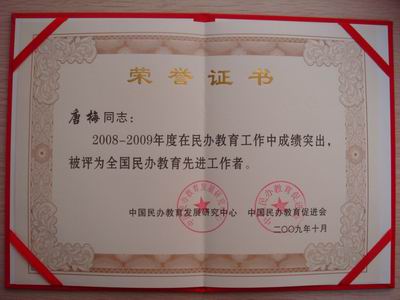 荣誉证书
唐梅同志：
2008-2009年度在民办教育工作中成绩突出，
被评为全国民办教育先进工作者。
中国民办教育发展研究中心 中国民办教育促进会
二〇〇九年十月